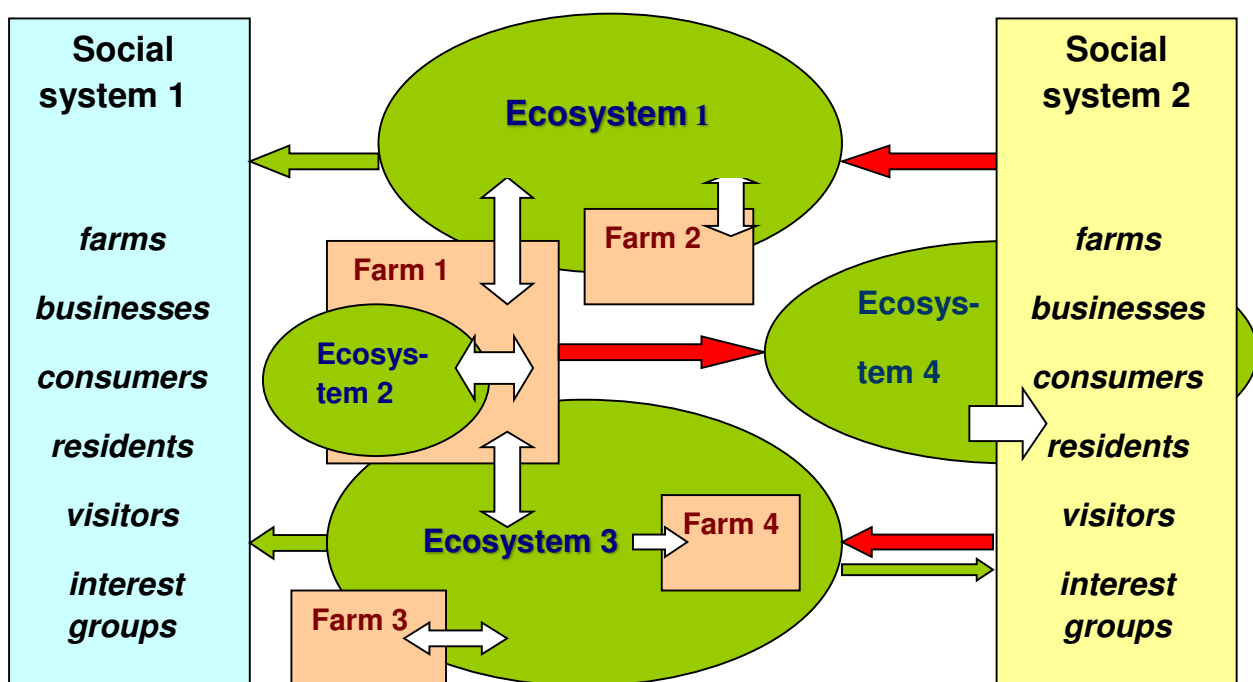 Social
system 1
farms
businesses
consumers
residents
visitors
interest
groups
Ecosystem 1
Farm 2
Farm 1
Ecosys-
tem 2
Ecosys-
tem 4
Ecosystem 3
Farm 4
Farm 3
Social
system 2
farms
businesses
consumers
residents
visitors
interest
groups